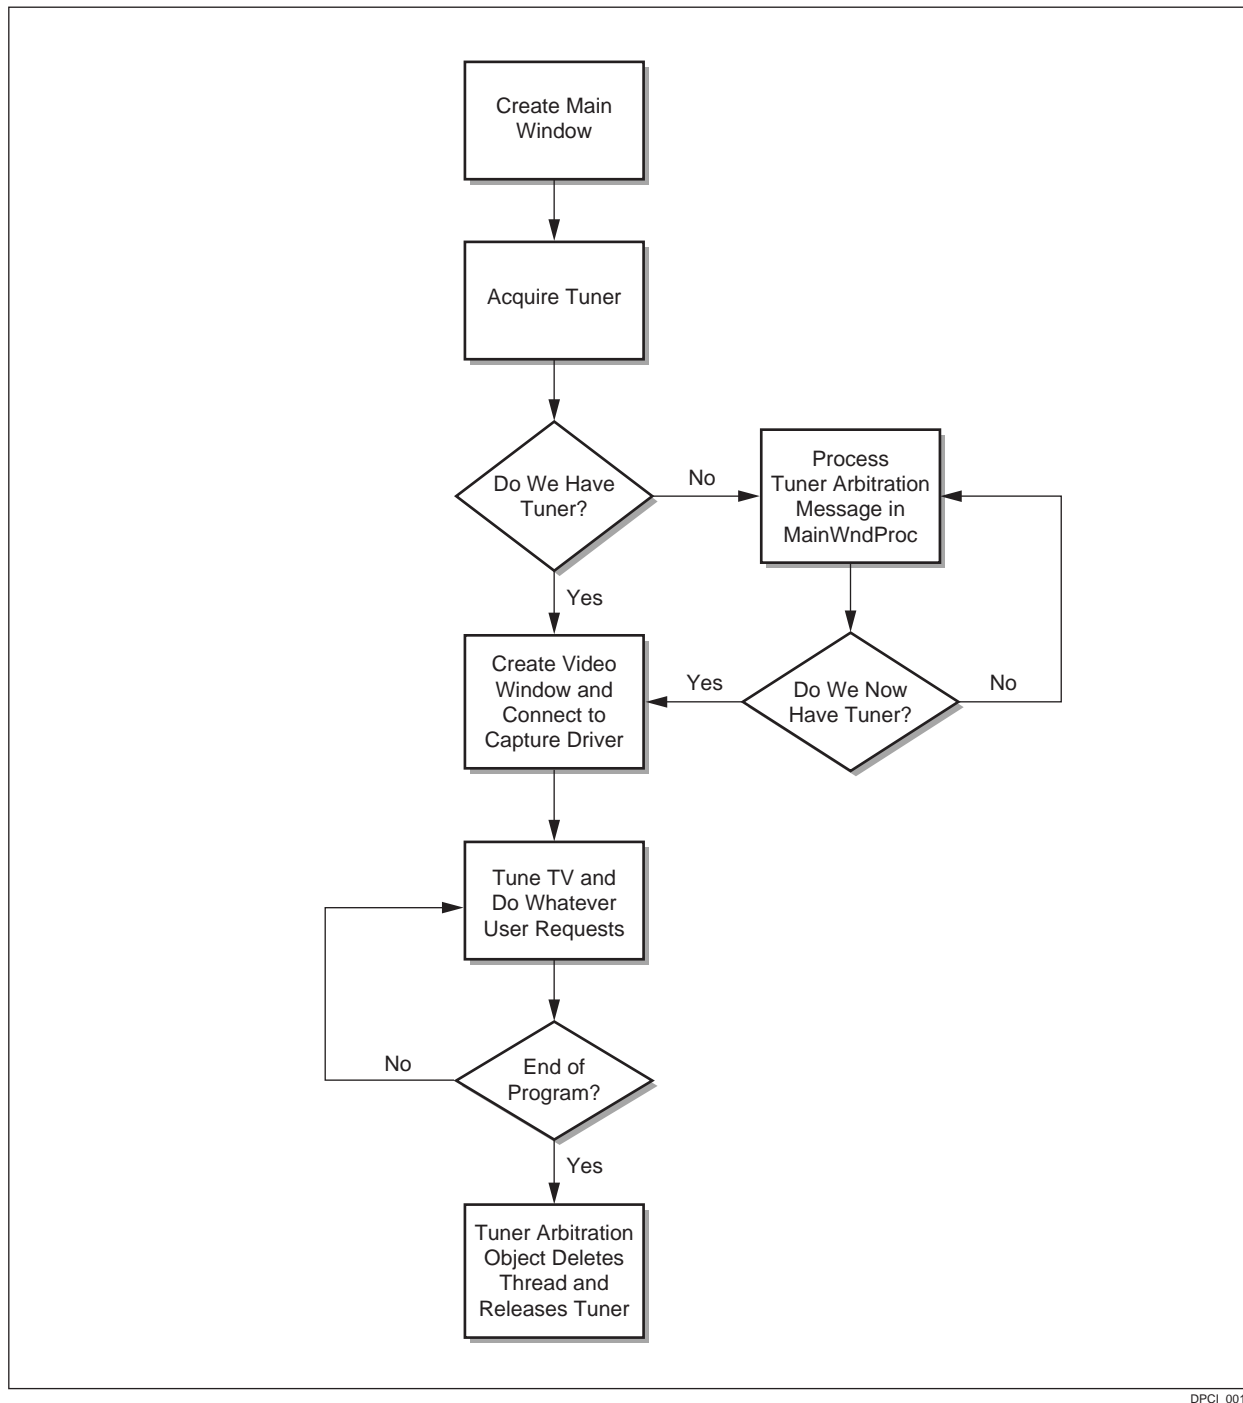 Create Main
Window
Acquire Tuner
Do We Have
Tuner?
No
Process
Tuner Arbitration
Message in
MainWndProc
Yes
Create Video
Window and
Connect to
Capture Driver
Yes
Do We Now
Have Tuner?
No
Tune TV and
Do Whatever
User Requests
No
End of
Program?
Yes
Tuner Arbitration
Object Deletes
Thread and
Releases Tuner
DPCI_001